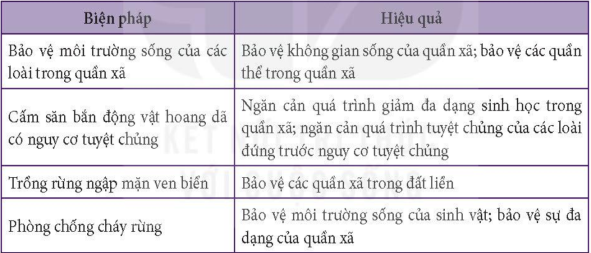 Biện pháp
Hiệu quả
Bảo vệ môi trường sống của các
loài trong quần xã
Bảo vệ không gian sống của quần xã; bảo vệ các quần
thể trong quần xã
Cấm săn bắn động vật hoang dã
có nguy cơ tuyệt chủng
Ngăn cản quá trình giảm đa dạng sinh học trong
quần xã; ngăn cản quá trình tuyệt chủng của các loài
đứng trước nguy cơ tuyệt chủng
Trồng rừng ngập mặn ven biển
Bảo vệ các quần xã trong đất liền
Phòng chống cháy rừng
Bảo vệ môi trường sống của sinh vật; bảo vệ sự đa
dạng của quần xã